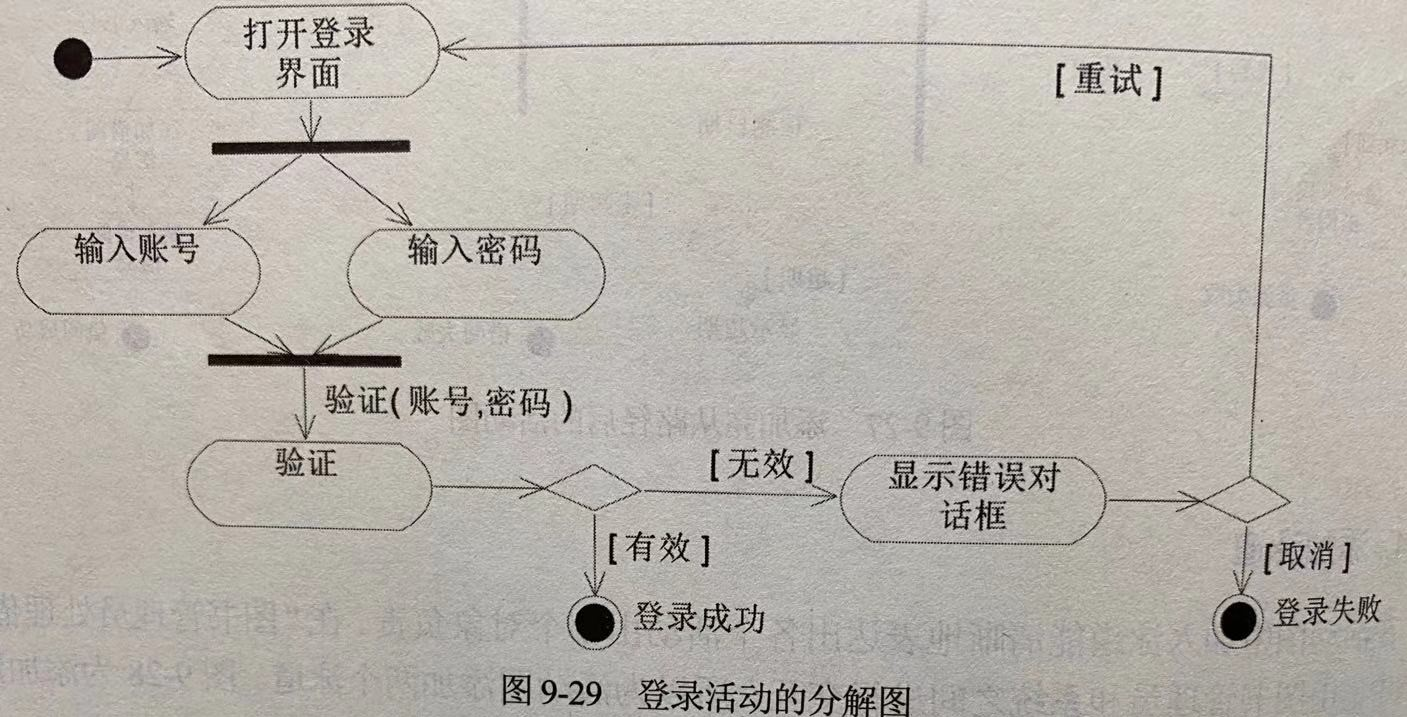 打开登录
界面
[重试]
输入账号
输入密码
验证(账号,密码)
验证
[无效]
显示错误对
话框
[有效]
[取消]
登录成功
登录失败
图 9-29 登录活动的分解图